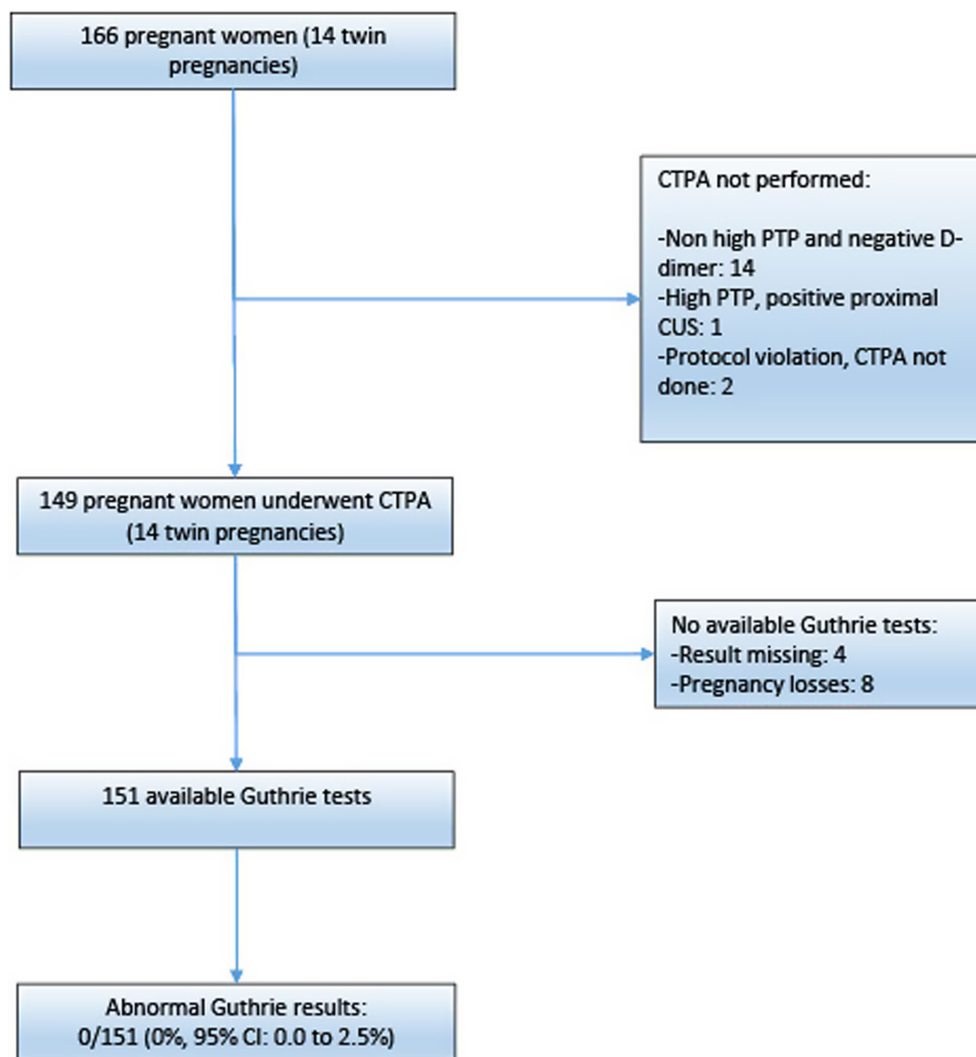 166 pregnant women (14 twin
pregnancies)
CTPA not performed:
-Non high PTP and negative D-
dimer: 14
-High PTP, positive proximal
CUS: 1
-Protocol violation, CTPA not
done: 2
149 pregnant women underwent CTPA
(14 twin pregnancies)
No available Guthrie tests:
-Result missing: 4
-Pregnancy losses: 8
151 available Guthrie tests
Abnormal Guthrie results:
0/151 (0%, 95% CI: 0.0 to 2.5%)